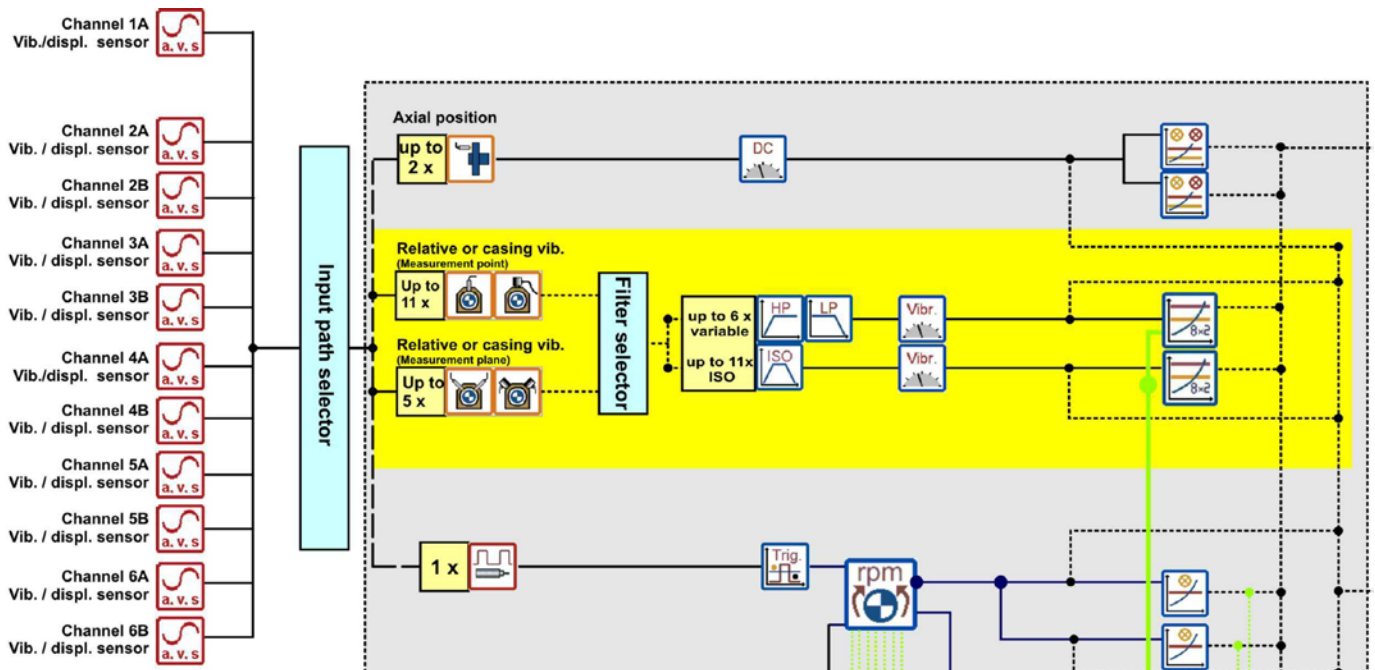 Channel 1A
Vib./displ. sensor
a. v. s
Channel 2A
Vib. / displ. sensor
a. v. s
Channel 2B
Vib. / displ. sensor
a. v. s
Channel 3A
Vib. / displ. sensor
a. v. s
Channel 3B
Vib. / displ. sensor
a. v. s
Channel 4A
Vib./displ. sensor
a. v. s
Channel 4B
Vib. / displ. sensor
a. v. s
Channel 5A
Vib. / displ. sensor
a. v. s
Channel 5B
Vib. / displ. sensor
a. v. s
Channel 6A
Vib. / displ. sensor
a. v. s
Channel 6B
Vib. / displ. sensor
a. v. s
Input path selector
Axial position
up to
2 x
DC
Relative or casing vib.
(Measurement point)
Up to
11 x
Relative or casing vib.
(Measurement plane)
Up to
5 x
Filter selector
up to 6 x
variable
up to 11x
ISO
HP
LP
ISO
Vibr.
Vibr.
8×2
8×2
1 x
Trig.
rpm